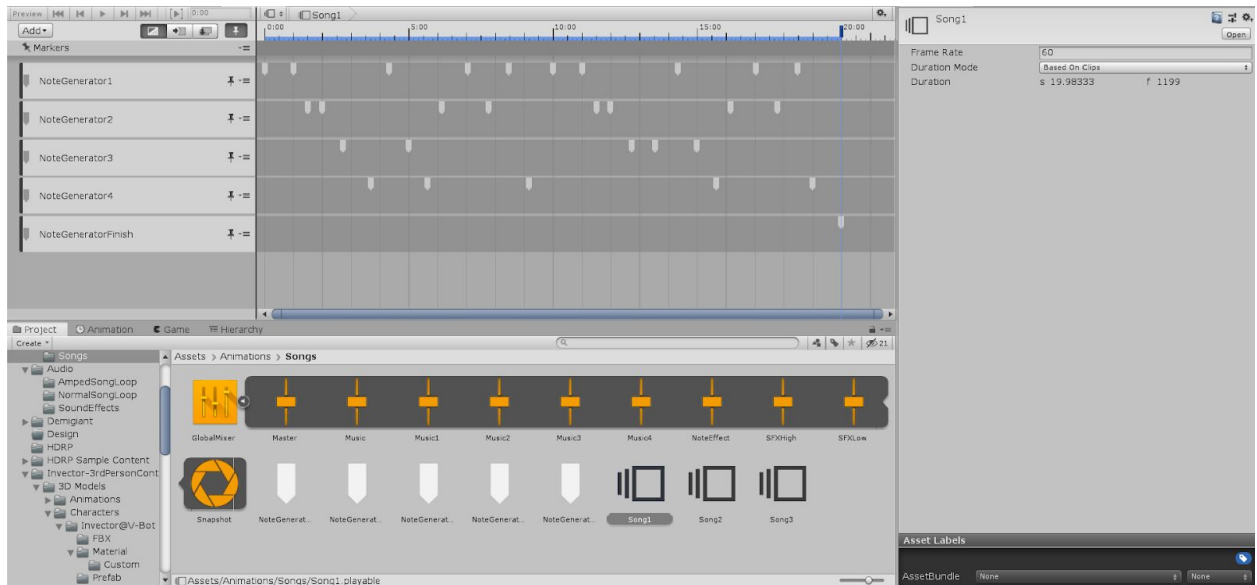 Preview 0:00 Song1
Add
0:00 5:00 10:00 15:00 20:00
Markers
NoteGenerator1
NoteGenerator2
NoteGenerator3
NoteGenerator4
NoteGeneratorFinish
Song1
Open
Frame Rate 60
Duration Mode Based On Clips
Duration s 19.98333 f 1199
Project Animation Game Hierarchy
Create 21
Songs
Audio
AmpedSongLoop
NormalSongLoop
SoundEffects
Demigiant
Design
HDRP
HDRP Sample Content
Invector-3rdPersonCont
3D Models
Animations
Characters
Invector@V-Bot
FBX
Material
Custom
Prefab
Assets > Animations > Songs
GlobalMixer Master Music Music1 Music2 Music3 Music4 NoteEffect SFXHigh SFXLow
Snapshot NoteGenerat... NoteGenerat... NoteGenerat... NoteGenerat... NoteGenerat... Song1 Song2 Song3
Assets/Animations/Songs/Song1.playable
Asset Labels
AssetBundle None None